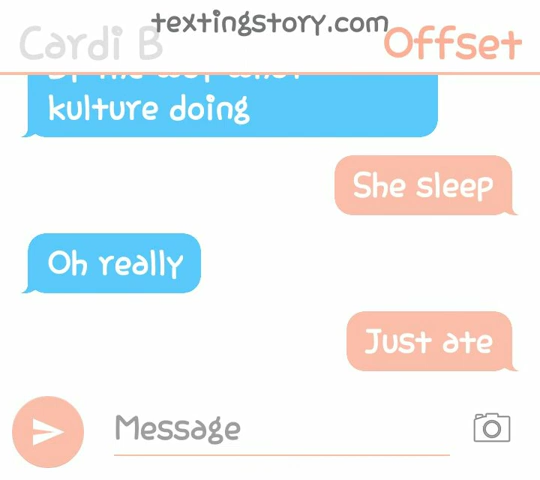 textingstory.com
Cardi B
Offset
kulture doing
She sleep
Oh really
Just ate
Message